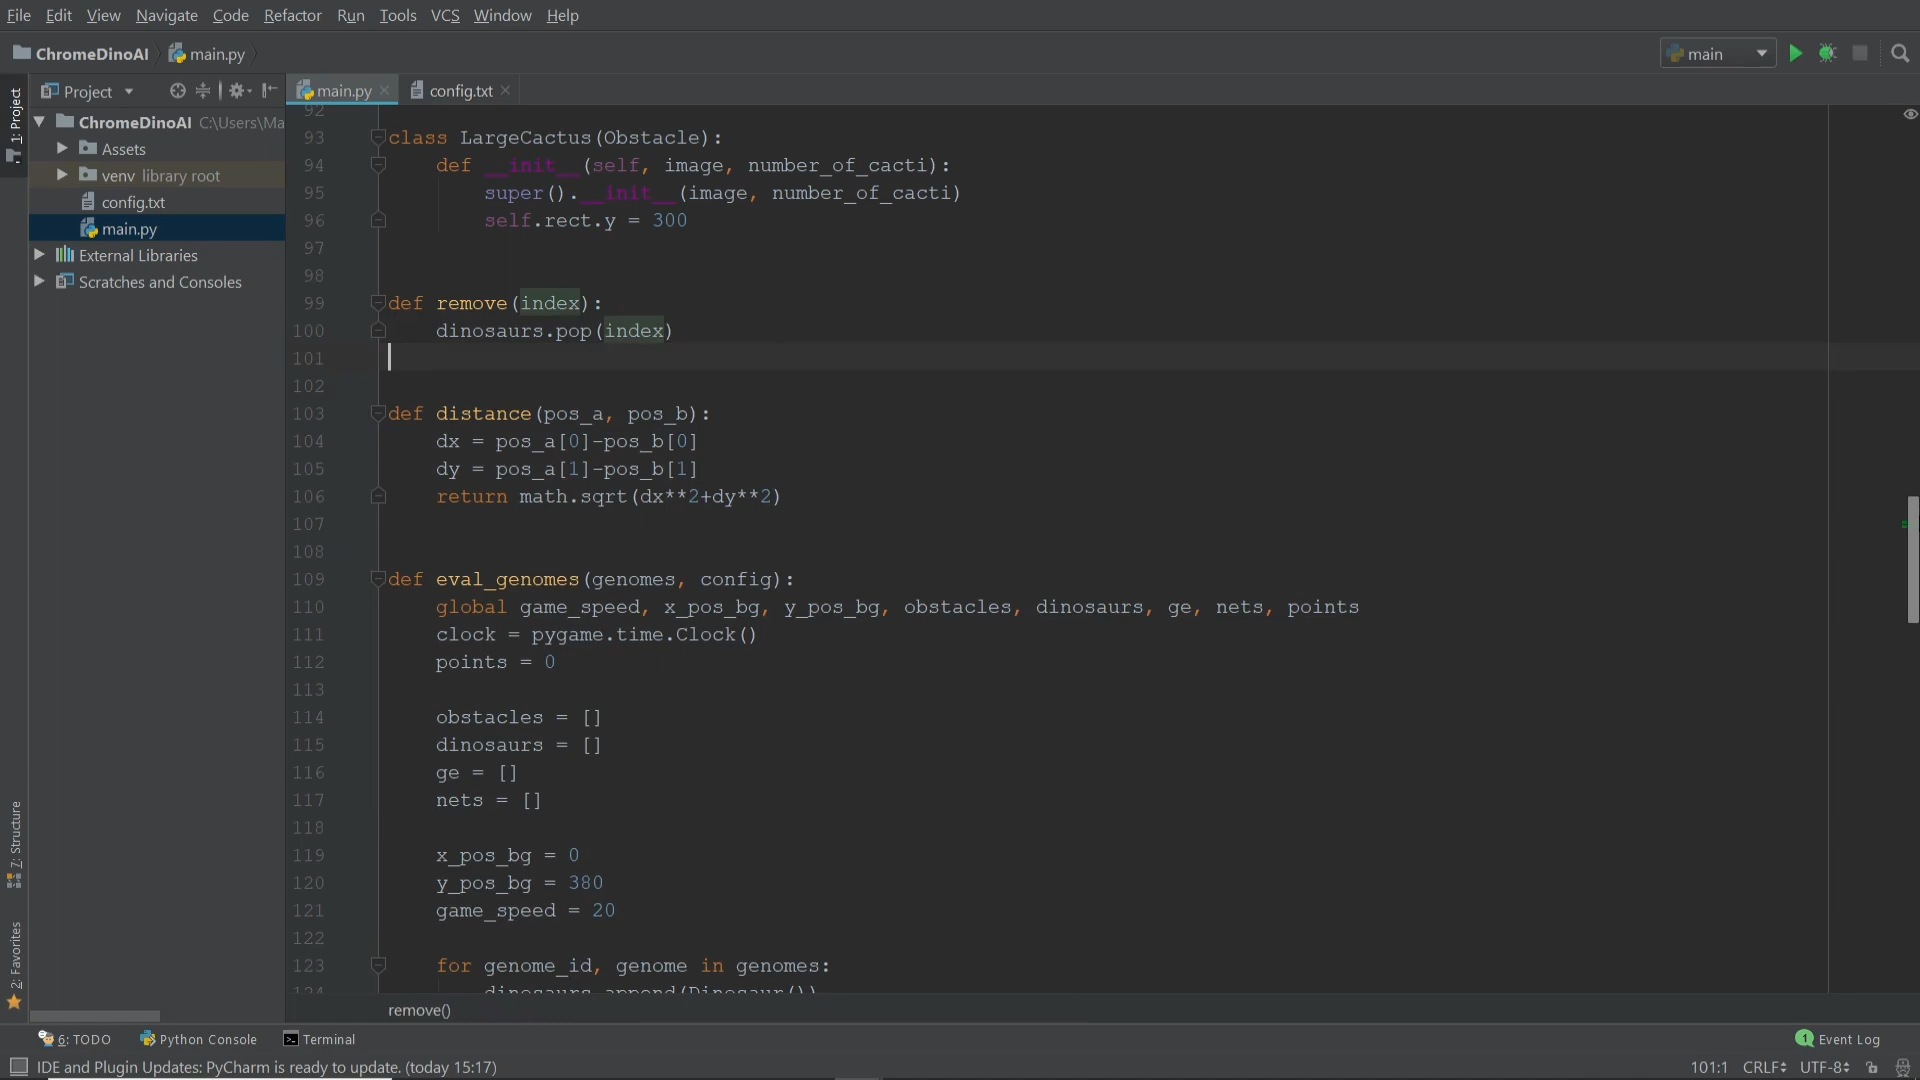 File Edit View Navigate Code Refactor Run Tools VCS Window Help
ChromeDinoAI main.py
main
1: Project
Project
main.py
config.txt
ChromeDinoAI C:\Users\Ma
Assets
venv library root
config.txt
main.py
External Libraries
Scratches and Consoles
7: Structure
2: Favorites
92
93 class LargeCactus(Obstacle):
94 def __init__(self, image, number_of_cacti):
95 super().__init__(image, number_of_cacti)
96 self.rect.y = 300
97
98
99 def remove(index):
100 dinosaurs.pop(index)
101
102
103 def distance(pos_a, pos_b):
104 dx = pos_a[0]-pos_b[0]
105 dy = pos_a[1]-pos_b[1]
106 return math.sqrt(dx**2+dy**2)
107
108
109 def eval_genomes(genomes, config):
110 global game_speed, x_pos_bg, y_pos_bg, obstacles, dinosaurs, ge, nets, points
111 clock = pygame.time.Clock()
112 points = 0
113
114 obstacles = []
115 dinosaurs = []
116 ge = []
117 nets = []
118
119 x_pos_bg = 0
120 y_pos_bg = 380
121 game_speed = 20
122
123 for genome_id, genome in genomes:
124 dinosaurs.append(Dinosaur())
remove()
6: TODO Python Console Terminal
1 Event Log
IDE and Plugin Updates: PyCharm is ready to update. (today 15:17)
101:1 CRLF UTF-8